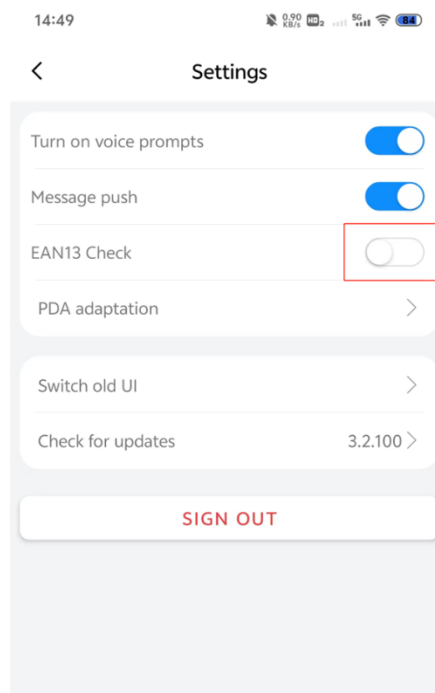 14:49 0.90 KB/s HD2 5G 84
Settings
Turn on voice prompts
Message push
EAN13 Check
PDA adaptation
Switch old UI
Check for updates 3.2.100
SIGN OUT